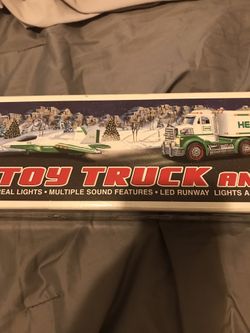 HE
TOY TRUCK AN
REAL LIGHTS • MULTIPLE SOUND FEATURES • LED RUNWAY LIGHTS A